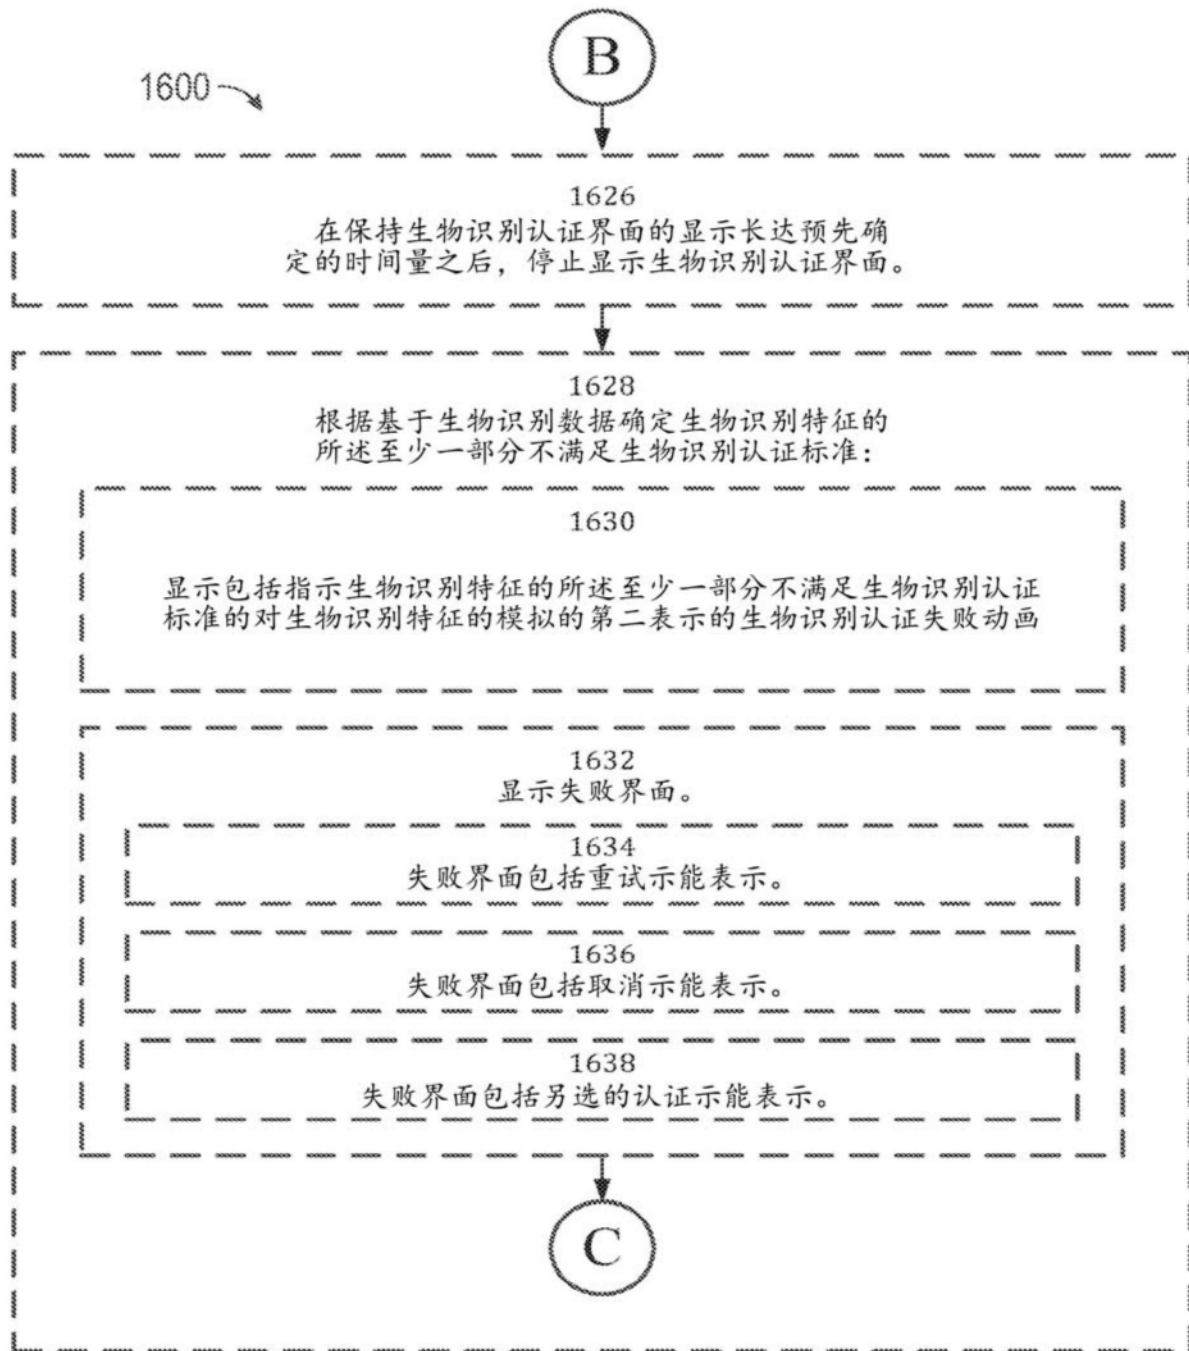 B
1600
1626
在保持生物识别认证界面的显示长达预先确
定的时间量之后，停止显示生物识别认证界面。
1628
根据基于生物识别数据确定生物识别特征的
所述至少一部分不满足生物识别认证标准：
1630
显示包括指示生物识别特征的所述至少一部分不满足生物识别认证
标准的对生物识别特征的模拟的第二表示的生物识别认证失败动画
1632
显示失败界面。
1634
失败界面包括重试示能表示。
1636
失败界面包括取消示能表示。
1638
失败界面包括另选的认证示能表示。
C